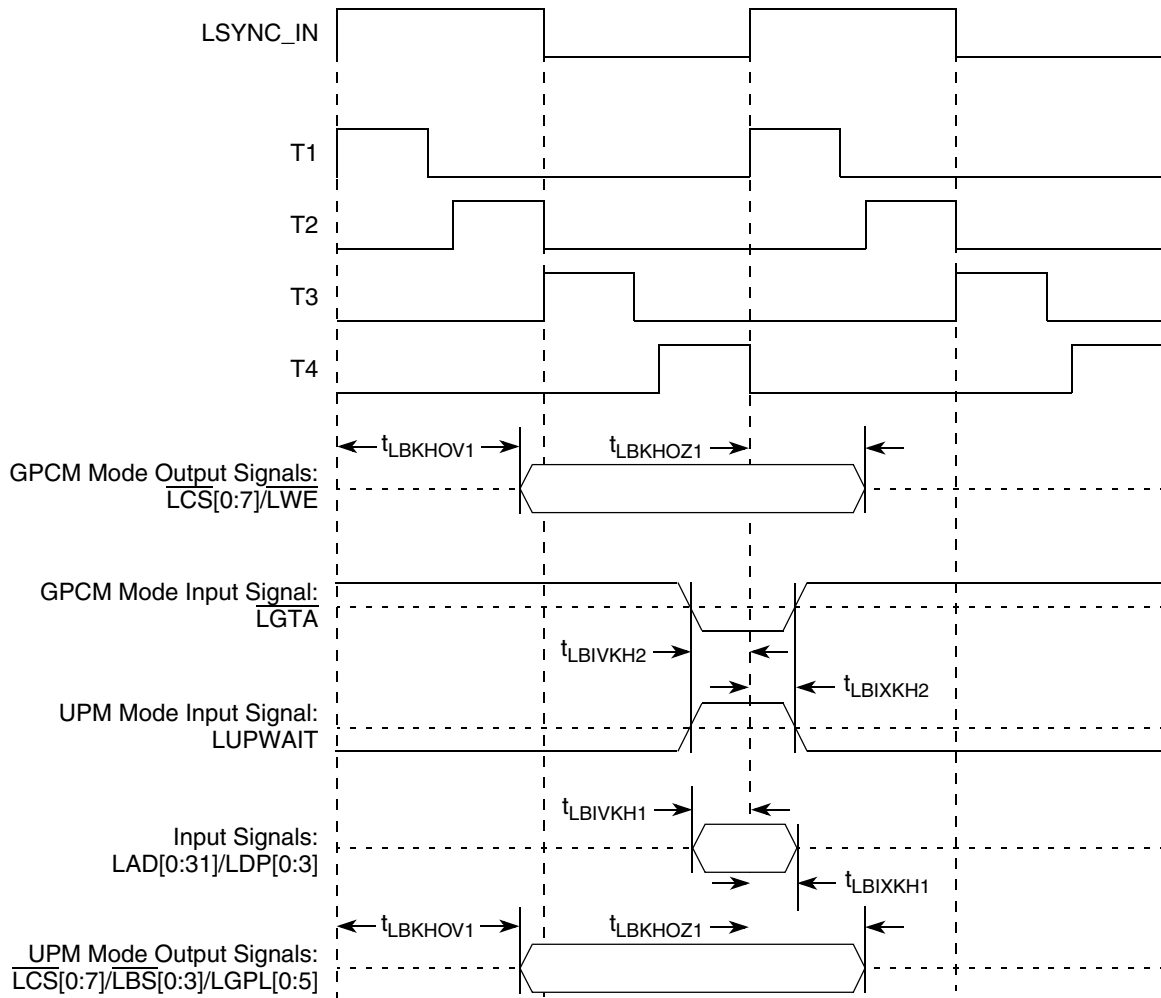 LSYNC_IN
T1
T2
T3
T4
tLBKHOV1
tLBKHOZ1
GPCM Mode Output Signals:
LCS[0:7]/LWE
GPCM Mode Input Signal:
LGTA
tLBIVKH2
tLBIXKH2
UPM Mode Input Signal:
LUPWAIT
tLBIVKH1
Input Signals:
LAD[0:31]/LDP[0:3]
tLBIXKH1
tLBKHOV1
tLBKHOZ1
UPM Mode Output Signals:
LCS[0:7]/LBS[0:3]/LGPL[0:5]